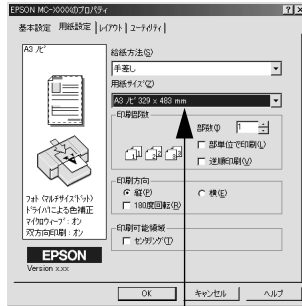 EPSON MC-XXXXのプロパティ
基本設定 用紙設定 レイアウト ユーティリティ
A3 ﾉﾋﾞ
給紙方法(S)
手差し
用紙サイズ(Z)
A3 ﾉﾋﾞ 329 x 483 mm
印刷部数
部数(I) 1
部単位で印刷(L)
逆順印刷(V)
印刷方向
縦(P)
横(E)
180度回転(R)
印刷可能領域
センタリング(T)
フォト (マルチサイズドット)
ドライバによる色補正
マイクロウィーブ : オン
双方向印刷 : オン
EPSON
Version x.xx
OK キャンセル ヘルプ